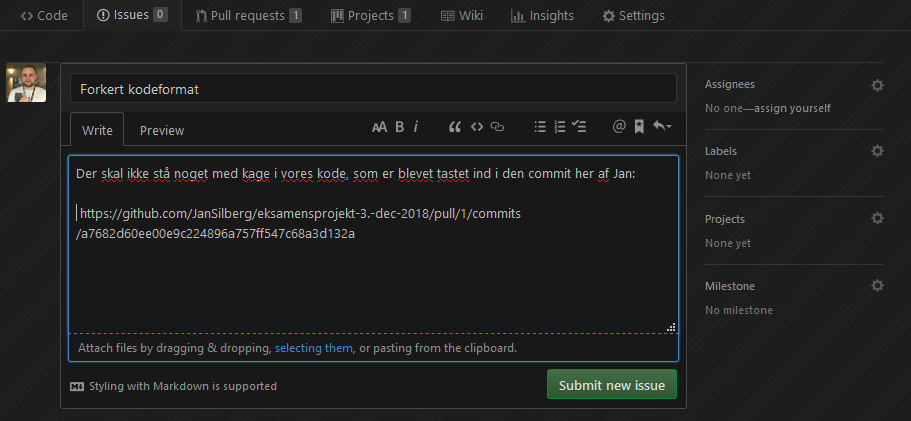 Code Issues 0 Pull requests 1 Projects 1 Wiki Insights Settings
Forkert kodeformat
Write Preview AA B i @
Der skal ikke stå noget med kage i vores kode, som er blevet tastet ind i den commit her af Jan:
https://github.com/JanSilberg/eksamensprojekt-3.-dec-2018/pull/1/commits
/a7682d60ee00e9c224896a757ff547c68a3d132a
Attach files by dragging & dropping, selecting them, or pasting from the clipboard.
Styling with Markdown is supported
Submit new issue
Assignees
No one—assign yourself
Labels
None yet
Projects
None yet
Milestone
No milestone